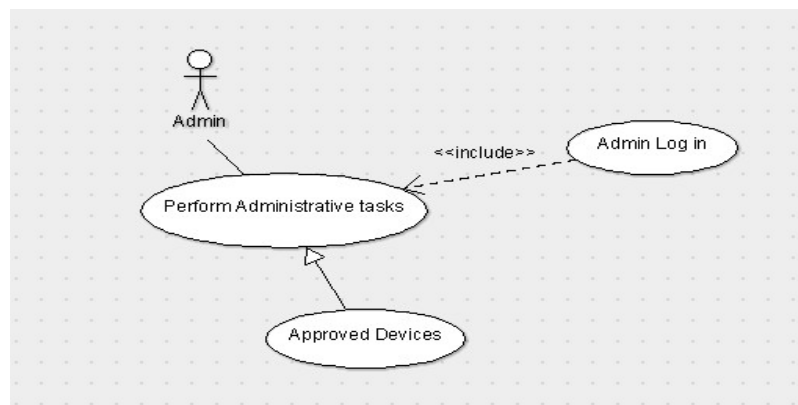 Admin
<<include>>
Admin Log in
Perform Administrative tasks
Approved Devices